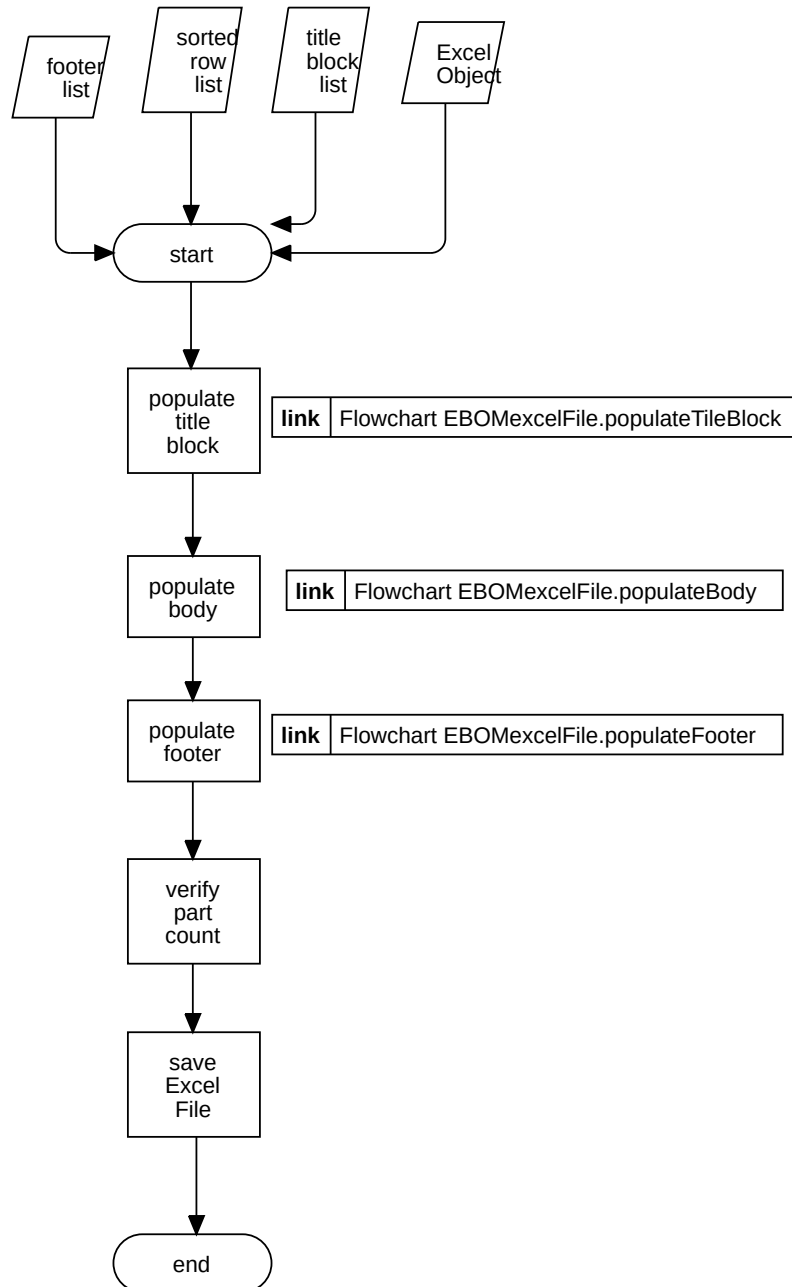 footer
list
sorted
row
list
title
block
list
Excel
Object
start
populate
title
block
link Flowchart EBOMexcelFile.populateTileBlock
populate
body
link Flowchart EBOMexcelFile.populateBody
populate
footer
link Flowchart EBOMexcelFile.populateFooter
verify
part
count
save
Excel
File
end